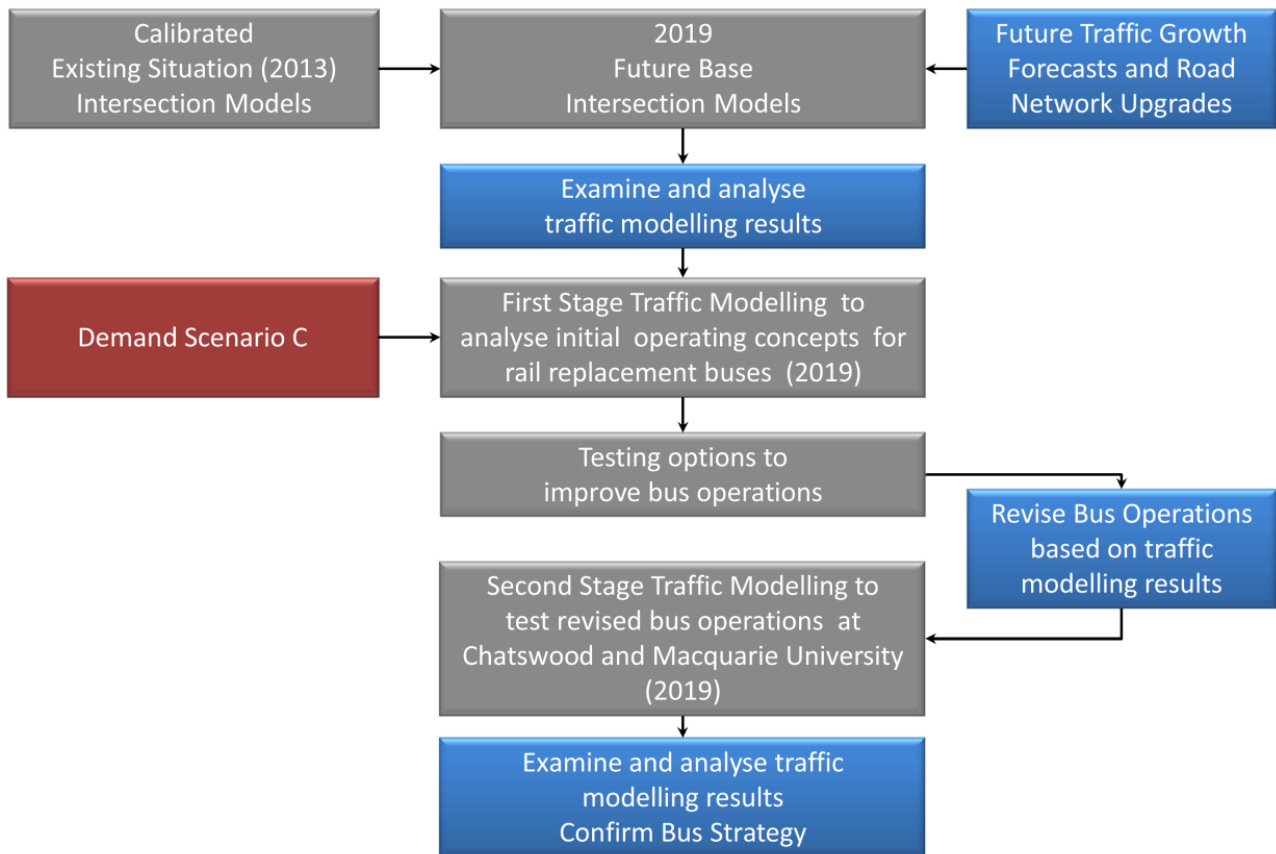 Calibrated
Existing Situation (2013)
Intersection Models
2019
Future Base
Intersection Models
Future Traffic Growth
Forecasts and Road
Network Upgrades
Examine and analyse
traffic modelling results
Demand Scenario C
First Stage Traffic Modelling to
analyse initial operating concepts for
rail replacement buses (2019)
Testing options to
improve bus operations
Revise Bus Operations
based on traffic
modelling results
Second Stage Traffic Modelling to
test revised bus operations at
Chatswood and Macquarie University
(2019)
Examine and analyse traffic
modelling results
Confirm Bus Strategy